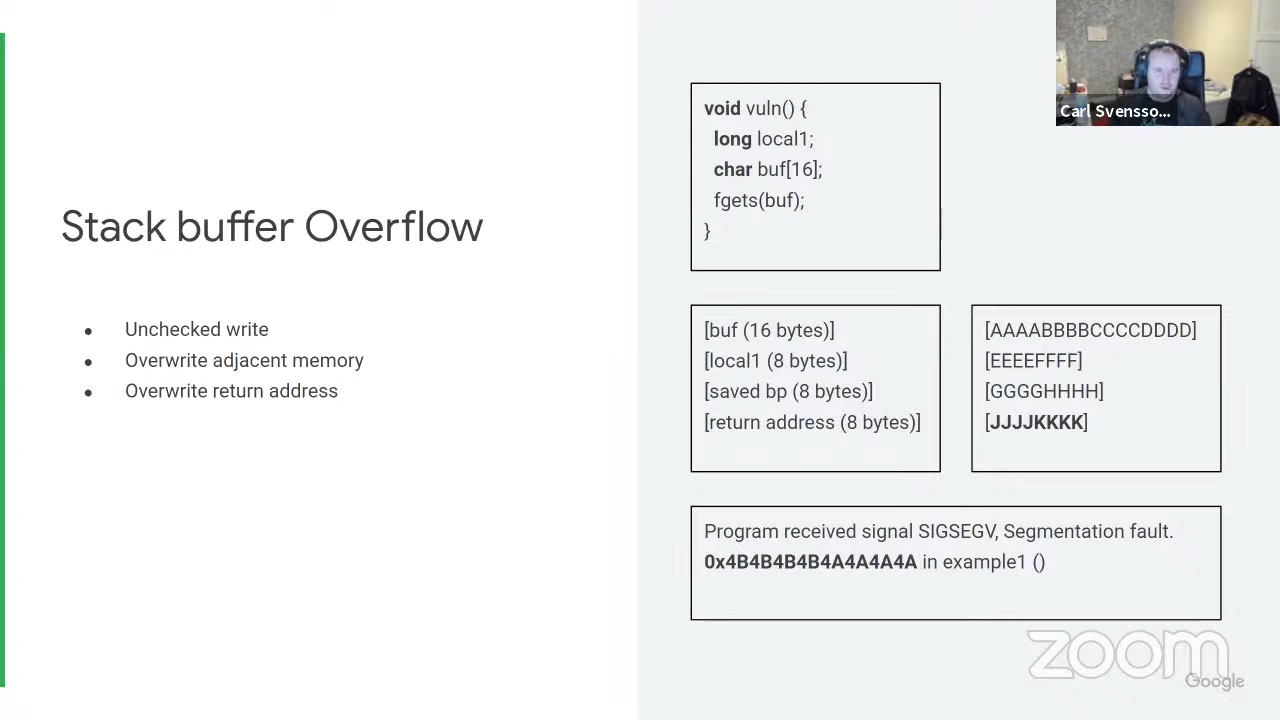 Stack buffer Overflow
● Unchecked write
● Overwrite adjacent memory
● Overwrite return address
void vuln() {
long local1;
char buf[16];
fgets(buf);
}
[buf (16 bytes)]
[local1 (8 bytes)]
[saved bp (8 bytes)]
[return address (8 bytes)]
[AAAABBBBCCCCDDDD]
[EEEEFFFF]
[GGGGHHHH]
[JJJJKKKK]
Program received signal SIGSEGV, Segmentation fault.
0x4B4B4B4B4A4A4A4A in example1 ()
Carl Svensso...
zoom
Google